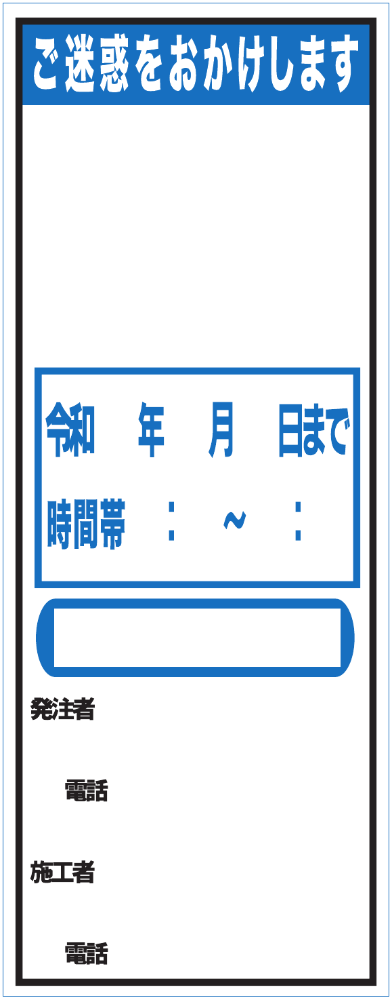 ご迷惑をおかけします
令和 年 月 日まで
時間帯 : ~ :
発注者
電話
施工者
電話